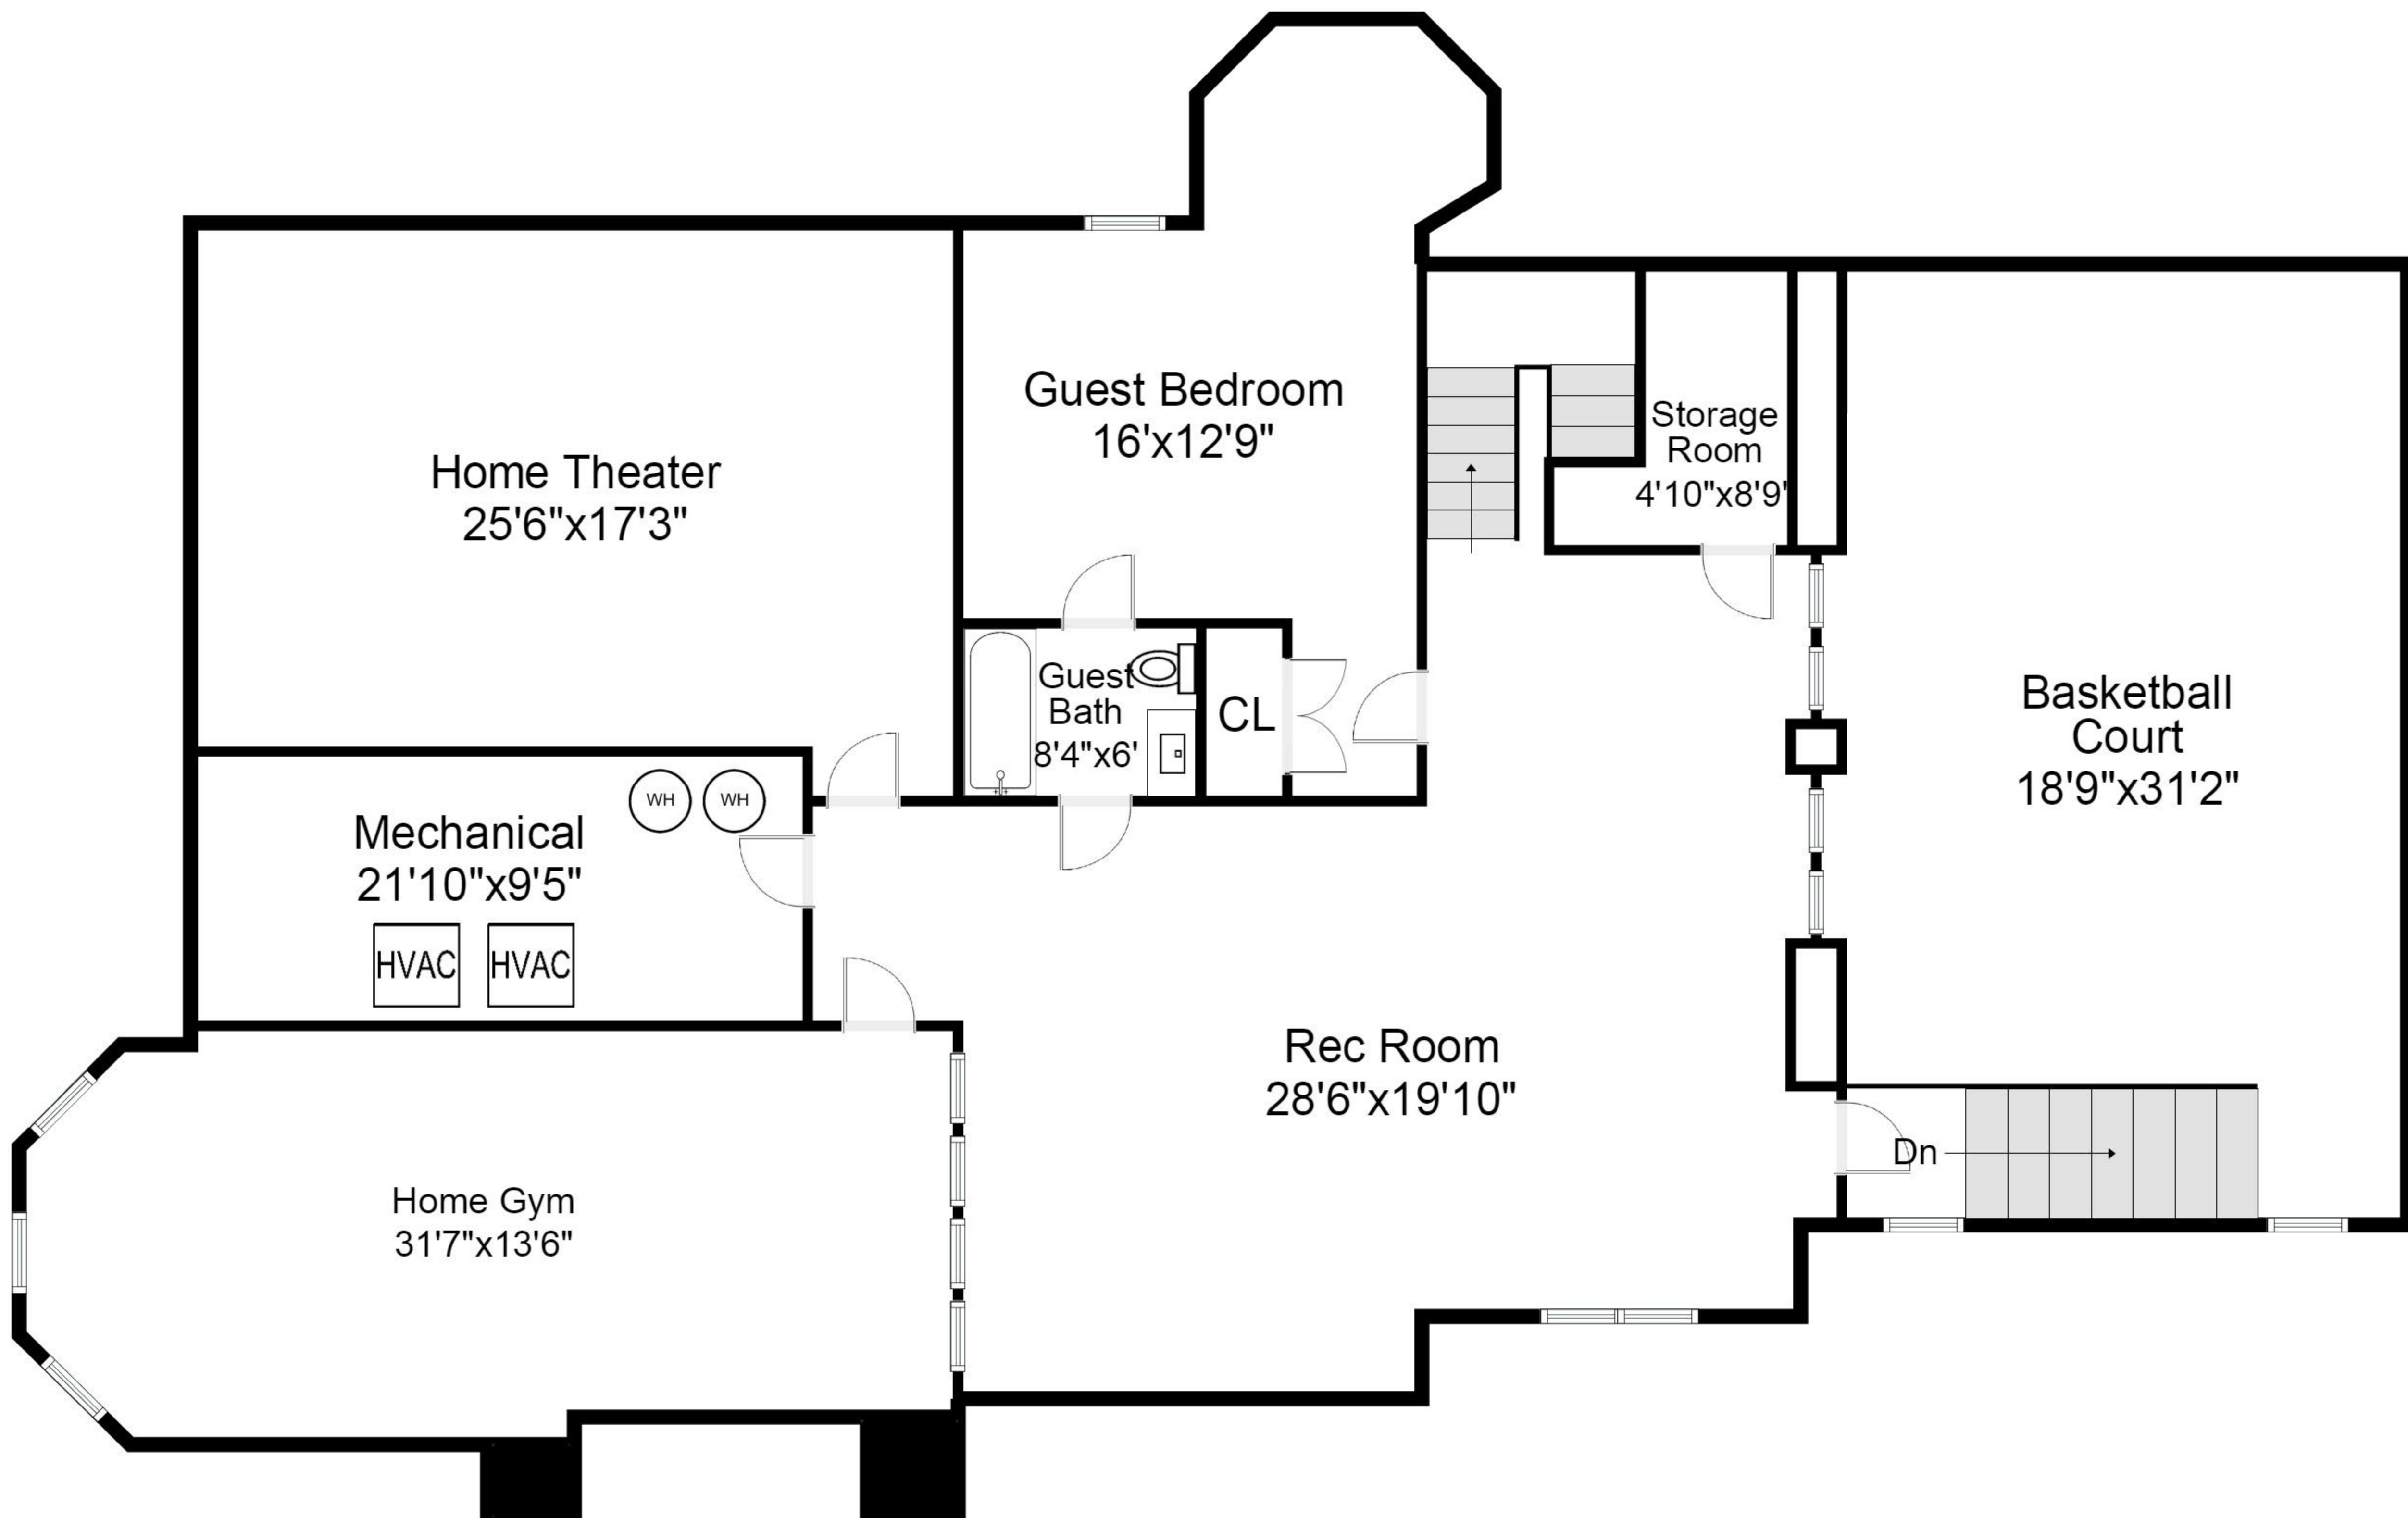 Guest Bedroom
16'x12'9"
Storage
Room
4'10"x8'9'
Home Theater
25'6"x17'3"
Guest
Bath
8'4"x6'
CL
Basketball
Court
18'9"x31'2"
WH
WH
Mechanical
21'10"x9'5"
HVAC
HVAC
Rec Room
28'6"x19'10"
Dn
Home Gym
31'7"x13'6"